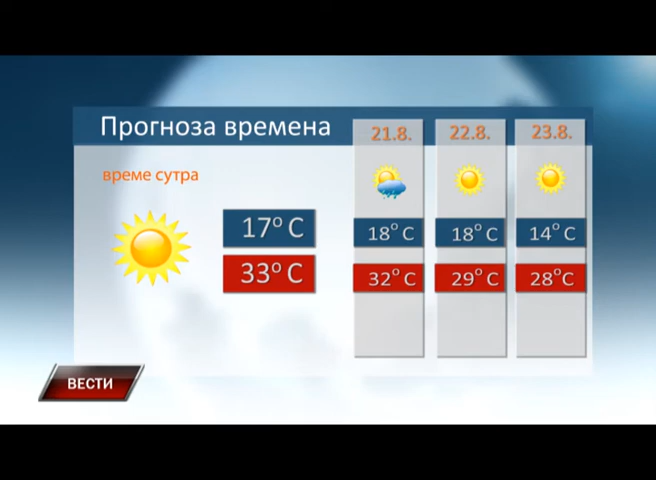 Прогноза времена
време сутра
17°C
33°C
21.8.
18°C
32°C
22.8.
18°C
29°C
23.8.
14°C
28°C
ВЕСТИ